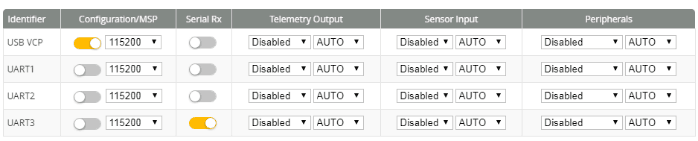 Identifier Configuration/MSP Serial Rx Telemetry Output Sensor Input Peripherals
USB VCP 115200 Disabled AUTO Disabled AUTO Disabled AUTO
UART1 115200 Disabled AUTO Disabled AUTO Disabled AUTO
UART2 115200 Disabled AUTO Disabled AUTO Disabled AUTO
UART3 115200 Disabled AUTO Disabled AUTO Disabled AUTO